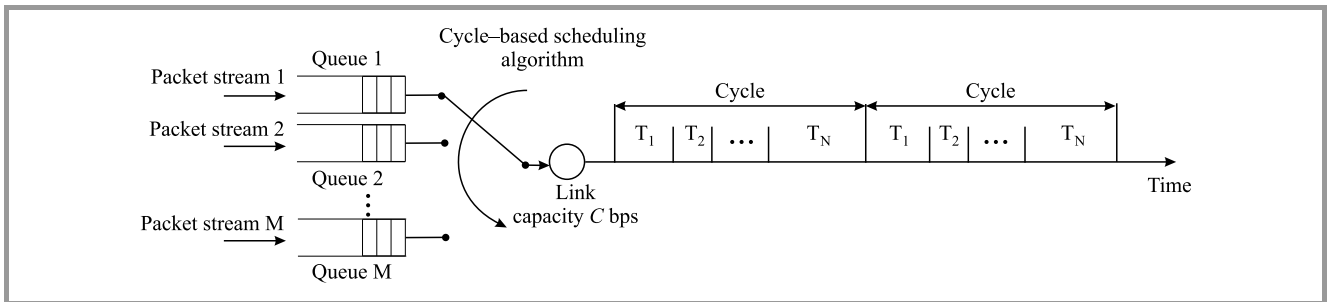 Cycle–based scheduling
algorithm
Queue 1
Packet stream 1
Packet stream 2
Queue 2
Packet stream M
Queue M
Link
capacity C bps
Cycle
Cycle
T1 T2 ... TN T1 T2 ... TN
Time